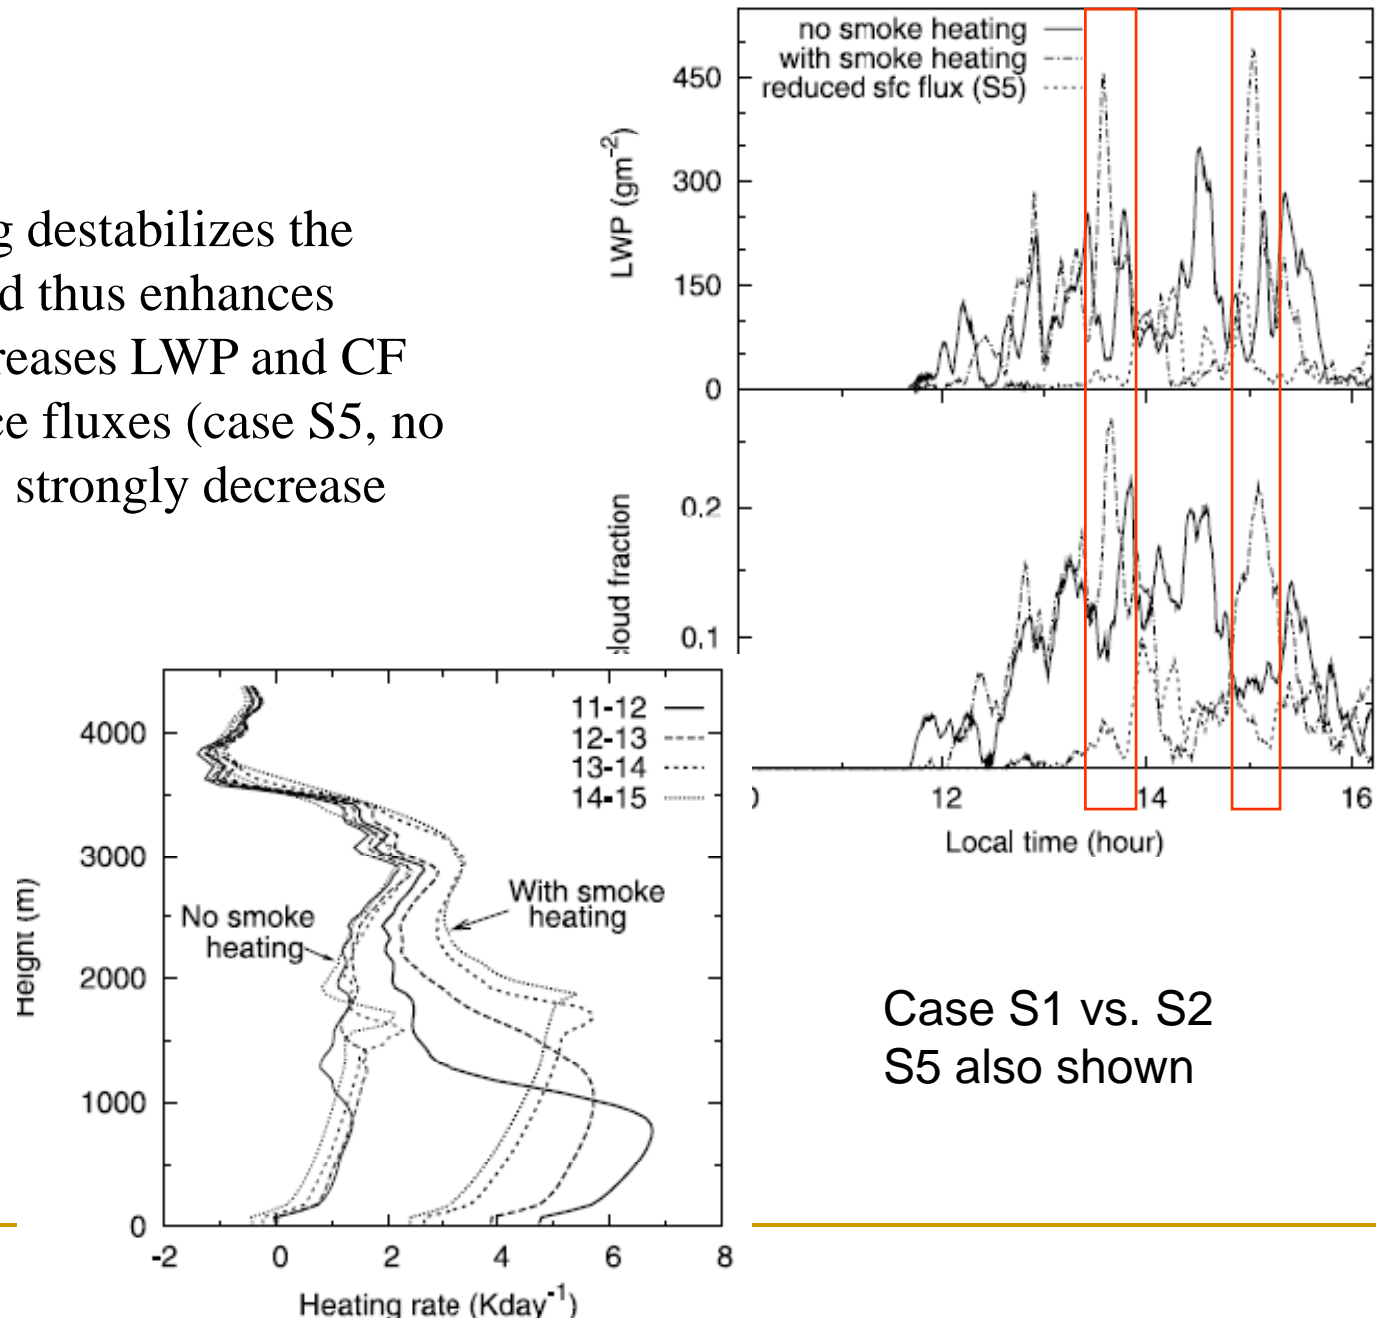 g destabilizes the
d thus enhances
reases LWP and CF
ce fluxes (case S5, no
strongly decrease
no smoke heating
with smoke heating
reduced sfc flux (S5)
LWP (gm-2)
450
300
150
0
loud fraction
0.2
0.1
0
12
14
16
Local time (hour)
11-12
12-13
13-14
14-15
No smoke
heating
With smoke
heating
Height (m)
4000
3000
2000
1000
0
-2
0
2
4
6
8
Heating rate (Kday-1)
Case S1 vs. S2
S5 also shown